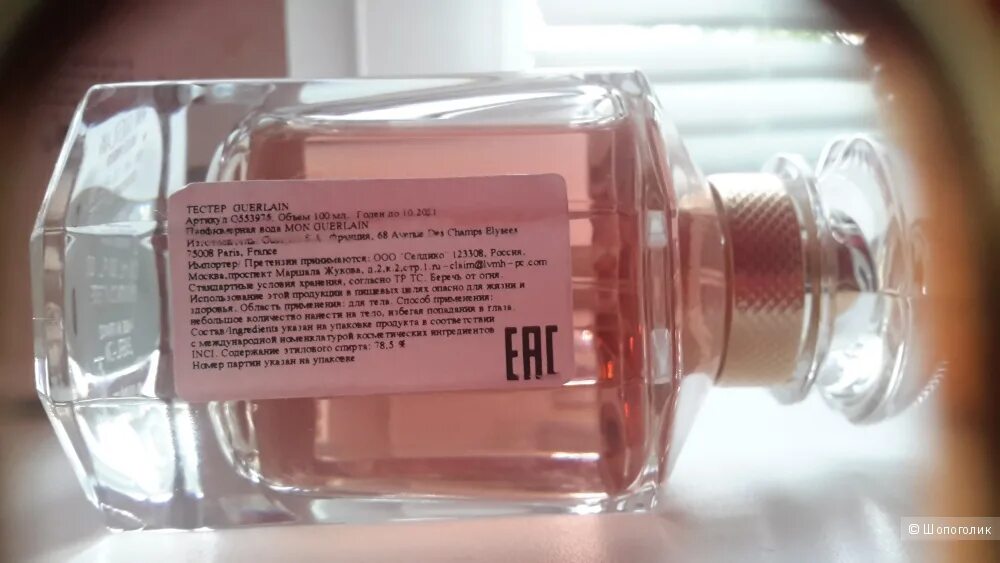 ТЕСТЕР GUERLAIN
Артикул G553975. Объем 100 мл. Годен до 10.2021
Парфюмерная вода MON GUERLAIN
Франция, 68 Avenue Des Champs Elysees
75008 Paris, France
Импортер/ Претензии принимаются: ООО "Селдико" 123308, Россия,
Москва,проспект Маршала Жукова, д.2,к.2,стр.1.ru-claim@lvmh-pc.com
Стандартные условия хранения, согласно ТР ТС. Беречь от огня.
Использование этой продукции в пищевых целях опасно для жизни и
здоровья. Область применения: для тела. Способ применения:
небольшое количество нанести на тело, избегая попадания в глаза.
Состав/Ingredients указан на упаковке продукта в соответствии
с международной номенклатурой косметических ингредиентов
INCI. Содержание этилового спирта: 78,5 %
Номер партии указан на упаковке
EAC
© Шопоголик